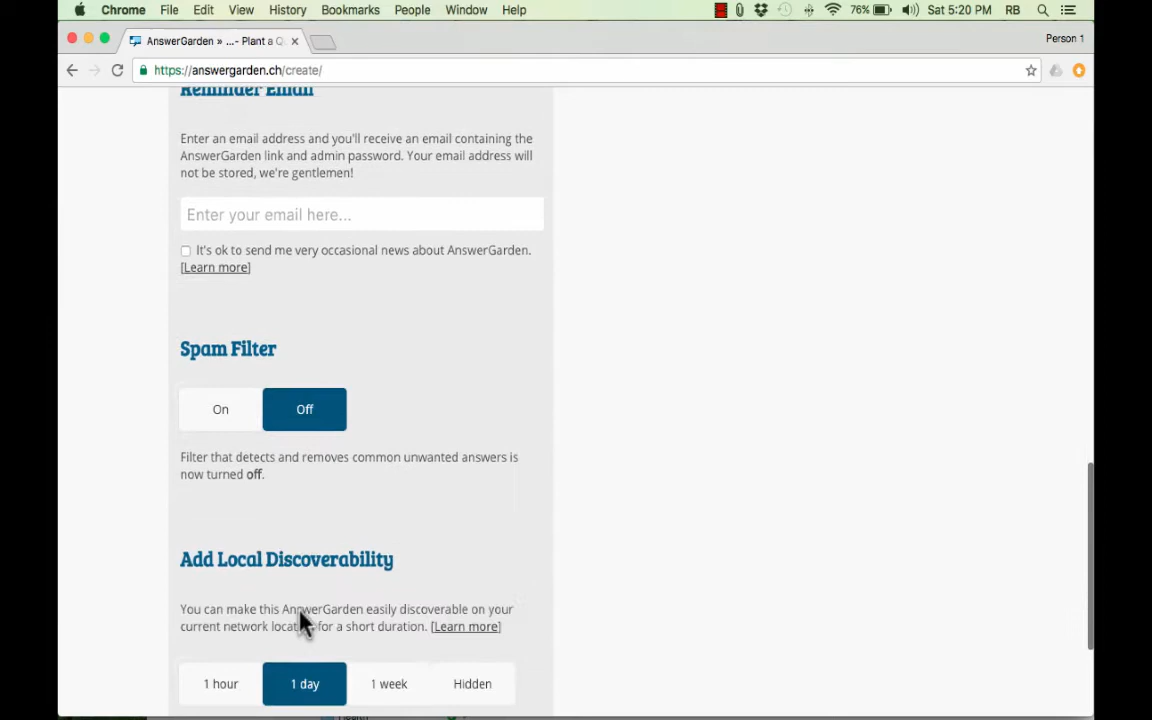 Chrome File Edit View History Bookmarks People Window Help 76% Sat 5:20 PM RB
AnswerGarden » ...- Plant a Q
Person 1
https://answergarden.ch/create/
Reminder Email
Enter an email address and you'll receive an email containing the
AnswerGarden link and admin password. Your email address will
not be stored, we're gentlemen!
Enter your email here...
It's ok to send me very occasional news about AnswerGarden.
[Learn more]
Spam Filter
On Off
Filter that detects and removes common unwanted answers is
now turned off.
Add Local Discoverability
You can make this AnswerGarden easily discoverable on your
current network location for a short duration. [Learn more]
1 hour 1 day 1 week Hidden